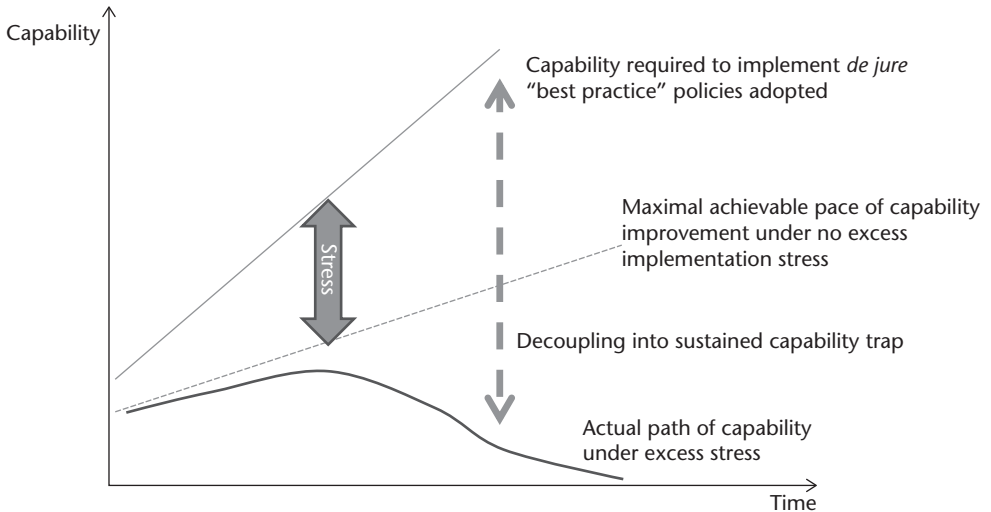 Capability
Capability required to implement de jure
“best practice” policies adopted
Maximal achievable pace of capability
improvement under no excess
implementation stress
Stress
Decoupling into sustained capability trap
Actual path of capability
under excess stress
Time